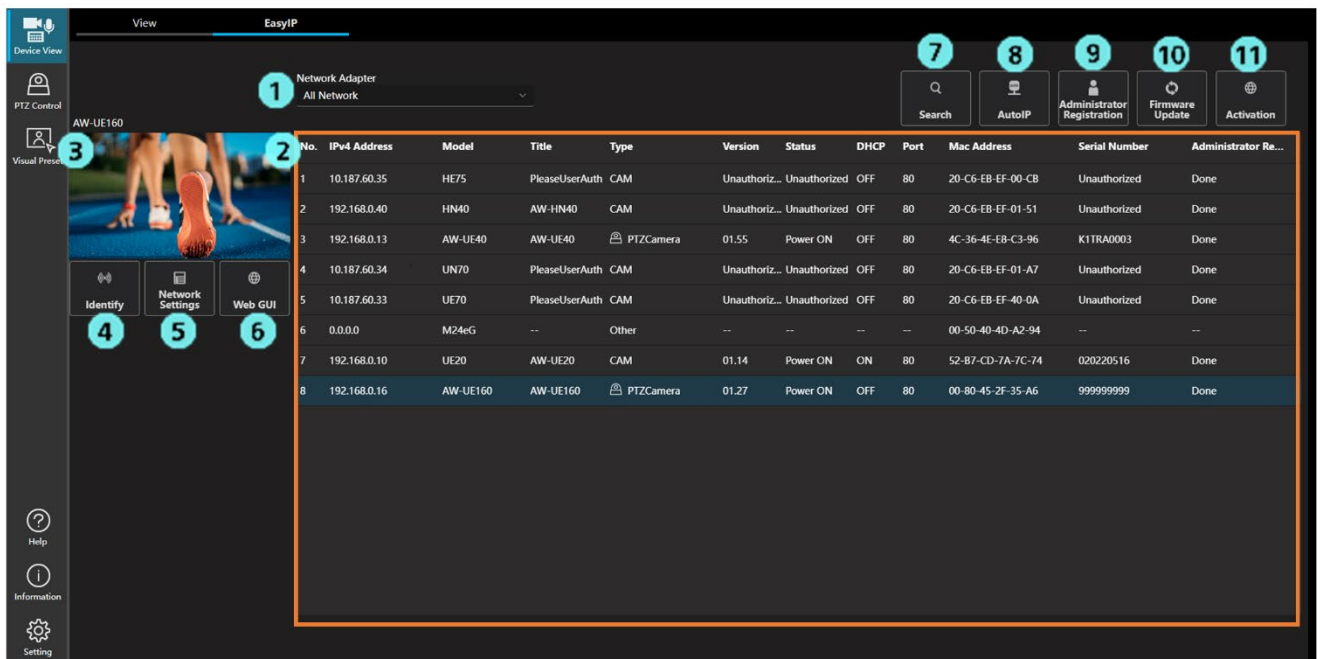 View EasyIP
Device View
PTZ Control
Visual Preset
1 Network Adapter
All Network
7 8 9 10 11
Search AutoIP Administrator Registration Firmware Update Activation
AW-UE160
3
2
No. IPv4 Address Model Title Type Version Status DHCP Port Mac Address Serial Number Administrator Re...
1 10.187.60.35 HE75 PleaseUserAuth CAM Unauthoriz... Unauthorized OFF 80 20-C6-EB-EF-00-CB Unauthorized Done
2 192.168.0.40 HN40 AW-HN40 CAM Unauthoriz... Unauthorized OFF 80 20-C6-EB-EF-01-51 Unauthorized Done
3 192.168.0.13 AW-UE40 AW-UE40 PTZCamera 01.55 Power ON OFF 80 4C-36-4E-E8-C3-96 K1TRA0003 Done
4 10.187.60.34 UN70 PleaseUserAuth CAM Unauthoriz... Unauthorized OFF 80 20-C6-EB-EF-01-A7 Unauthorized Done
5 10.187.60.33 UE70 PleaseUserAuth CAM Unauthoriz... Unauthorized OFF 80 20-C6-EB-EF-40-0A Unauthorized Done
6 0.0.0.0 M24eG -- Other -- -- -- -- 00-50-40-4D-A2-94 -- --
7 192.168.0.10 UE20 AW-UE20 CAM 01.14 Power ON ON 80 52-B7-CD-7A-7C-74 020220516 Done
8 192.168.0.16 AW-UE160 AW-UE160 PTZCamera 01.27 Power ON OFF 80 00-80-45-2F-35-A6 999999999 Done
Identify Network Settings Web GUI
4 5 6
Help
Information
Setting